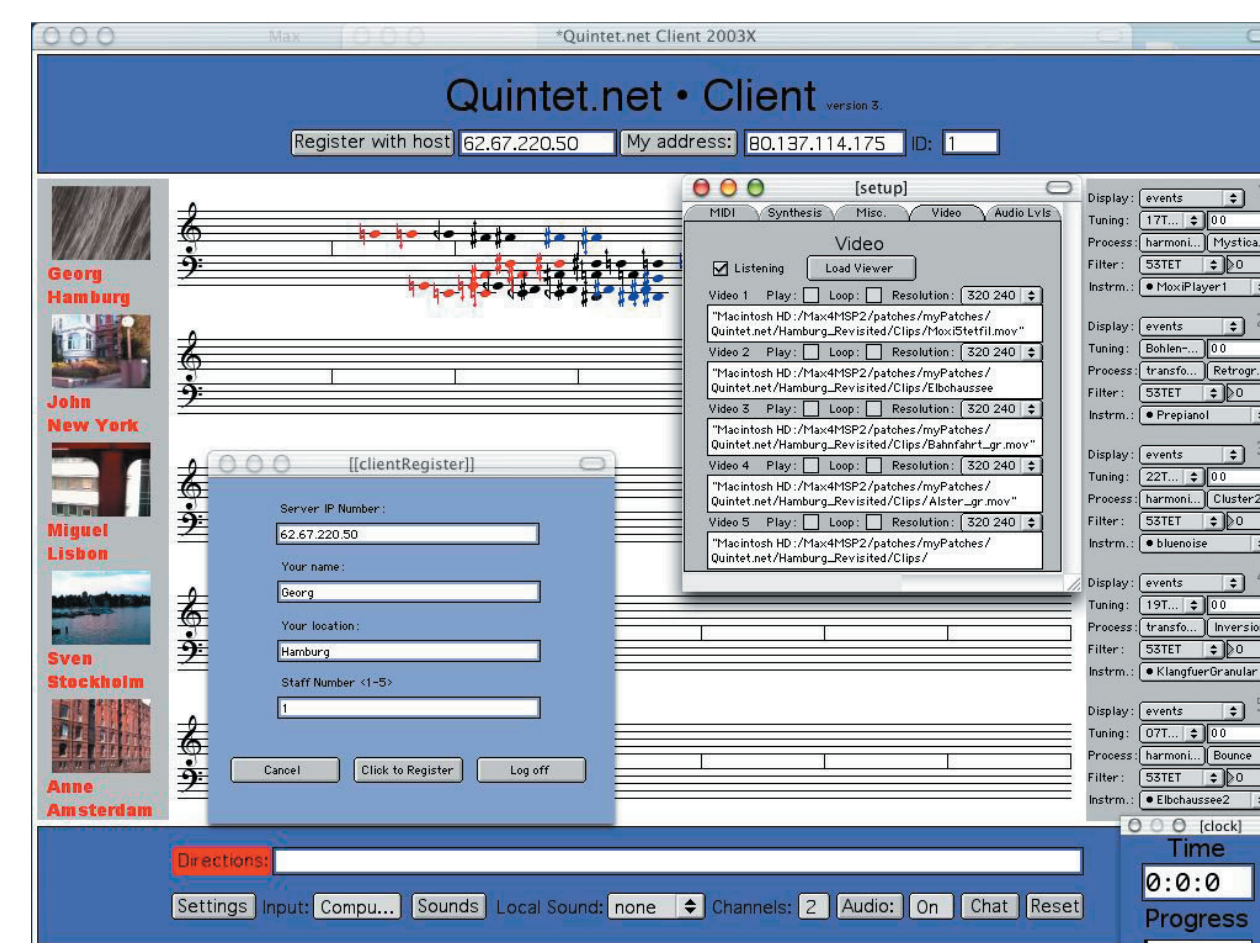 Max
*Quintet.net Client 2003X
Quintet.net • Client version 3.
Register with host 62.67.220.50 My address: 80.137.114.175 ID: 1
Georg
Hamburg
John
New York
Miguel
Lisbon
Sven
Stockholm
Anne
Amsterdam
[setup]
MIDI Synthesis Misc. Video Audio Lvls
Video
Listening Load Viewer
Video 1 Play: Loop: Resolution: 320 240
"Macintosh HD:/Max4MSP2/patches/myPatches/
Quintet.net/Hamburg_Revisited/Clips/Moxi5tetfil.mov"
Video 2 Play: Loop: Resolution: 320 240
"Macintosh HD:/Max4MSP2/patches/myPatches/
Quintet.net/Hamburg_Revisited/Clips/Elbchaussee
Video 3 Play: Loop: Resolution: 320 240
"Macintosh HD:/Max4MSP2/patches/myPatches/
Quintet.net/Hamburg_Revisited/Clips/Bahnfahrt_gr.mov"
Video 4 Play: Loop: Resolution: 320 240
"Macintosh HD:/Max4MSP2/patches/myPatches/
Quintet.net/Hamburg_Revisited/Clips/Alster_gr.mov"
Video 5 Play: Loop: Resolution: 320 240
"Macintosh HD:/Max4MSP2/patches/myPatches/
Quintet.net/Hamburg_Revisited/Clips/
[[clientRegister]]
Server IP Number:
62.67.220.50
Your name:
Georg
Your location:
Hamburg
Staff Number <1-5>
1
Cancel Click to Register Log off
Display: events
Tuning: 17T... 0 0
Process: harmoni... Mystica
Filter: 53TET 0
Instrm.: • MoxiPlayer1
Display: events
Tuning: Bohlen-... 0 0
Process: transfo... Retrogr.
Filter: 53TET 0
Instrm.: • Prepiano1
Display: events
Tuning: 22T... 0 0
Process: harmoni... Cluster2
Filter: 53TET 0
Instrm.: • bluenoise
Display: events
Tuning: 19T... 0 0
Process: transfo... Inversion
Filter: 53TET 0
Instrm.: • KlangfuerGranular
Display: events
Tuning: 07T... 0 0
Process: harmoni... Bounce
Filter: 53TET 0
Instrm.: • Elbchaussee2
Directions:
Settings Input: Compu... Sounds Local Sound: none Channels: 2 Audio: On Chat Reset
[clock]
Time
0:0:0
Progress